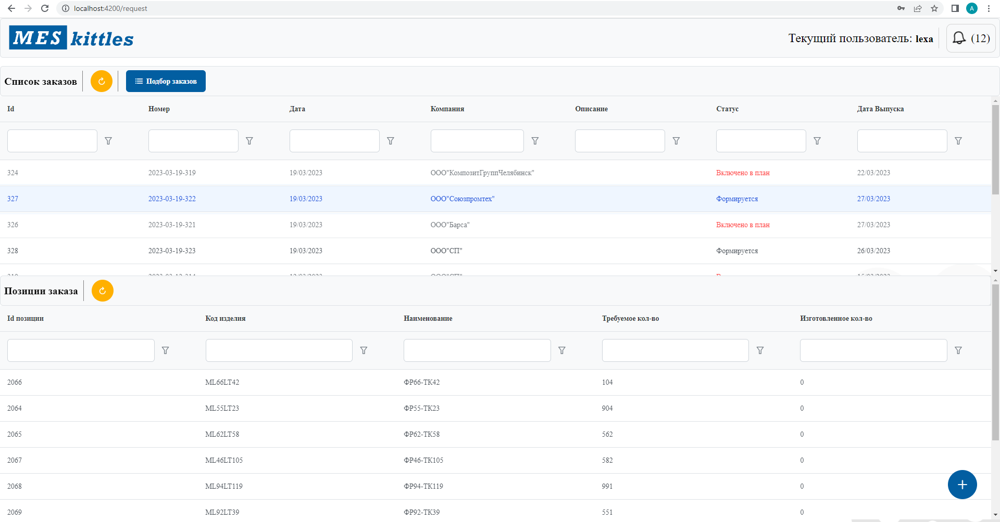 localhost:4200/request
A
MES kittles
Текущий пользователь: lexa
(12)
Список заказов
Подбор заказов
Id Номер Дата Компания Описание Статус Дата Выпуска
324 2023-03-19-319 19/03/2023 ООО"КомпозитГруппЧелябинск" Включено в план 22/03/2023
327 2023-03-19-322 19/03/2023 ООО"Союзпромтех" Формируется 27/03/2023
326 2023-03-19-321 19/03/2023 ООО"Барса" Включено в план 27/03/2023
328 2023-03-19-323 19/03/2023 ООО"СП" Формируется 26/03/2023
Позиции заказа
Id позиции Код изделия Наименование Требуемое кол-во Изготовленное кол-во
2066 ML66LT42 ФР66-ТК42 104 0
2064 ML55LT23 ФР55-ТК23 904 0
2065 ML62LT58 ФР62-ТК58 562 0
2067 ML46LT105 ФР46-ТК105 582 0
2068 ML94LT119 ФР94-ТК119 991 0
2069 ML92LT39 ФР92-ТК39 551 0